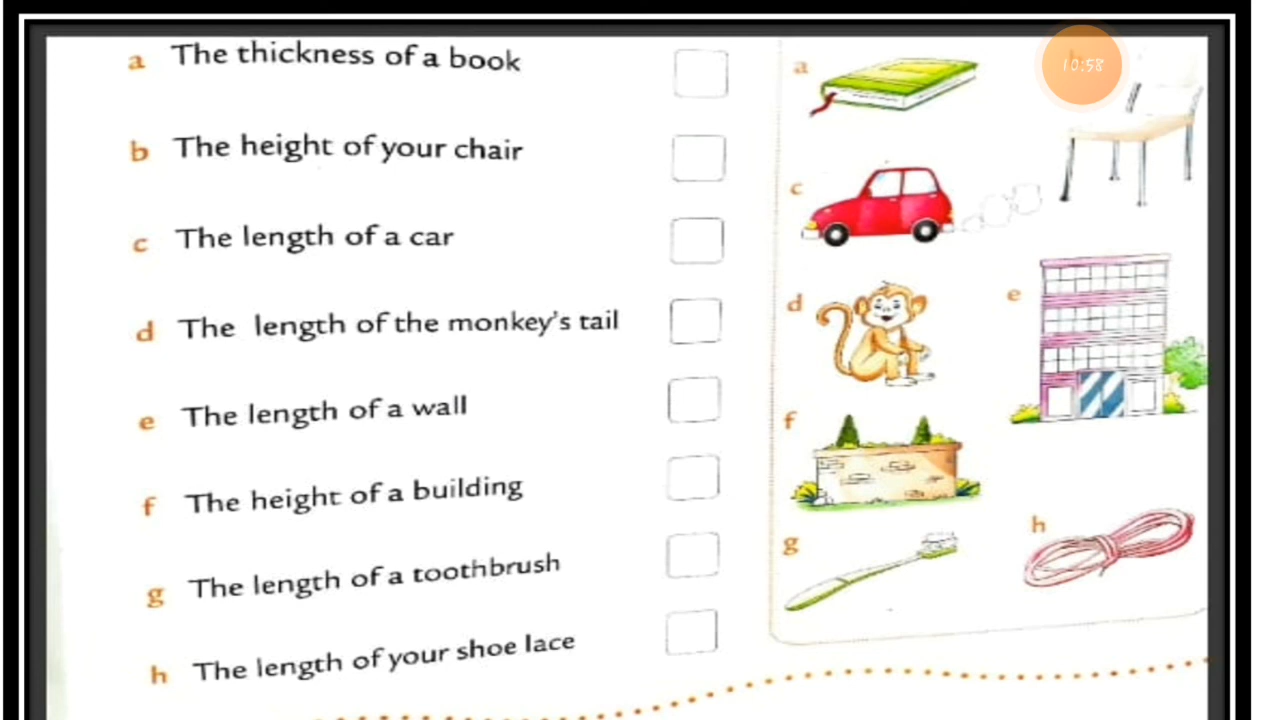 a The thickness of a book
b The height of your chair
c The length of a car
d The length of the monkey's tail
e The length of a wall
f The height of a building
g The length of a toothbrush
h The length of your shoe lace
a
10:58
c
d
e
f
g
h